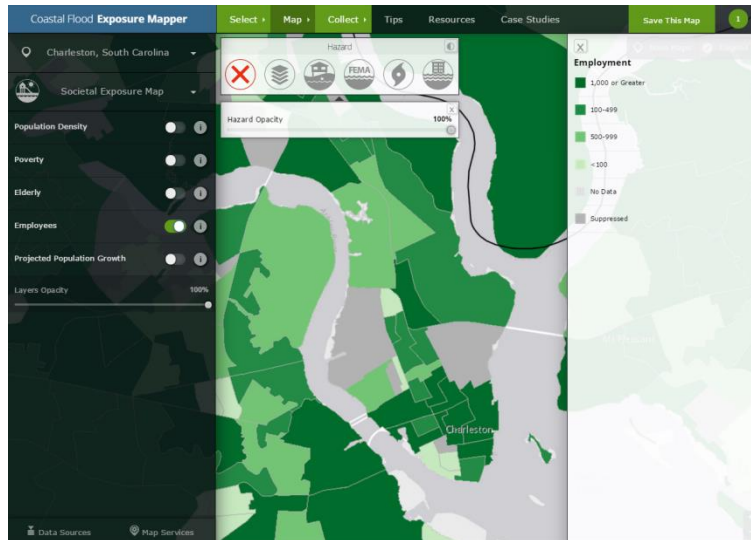 Coastal Flood Exposure Mapper
Select
Map
Collect
Tips
Resources
Case Studies
Save This Map
1
Charleston, South Carolina
Societal Exposure Map
Population Density
i
Poverty
i
Elderly
i
Employees
i
Projected Population Growth
i
Layers Opacity 100%
Data Sources
Map Services
Hazard
FEMA
X
Hazard Opacity 100%
Charleston
X
Employment
1,000 or Greater
100-499
500-999
<100
No Data
Suppressed